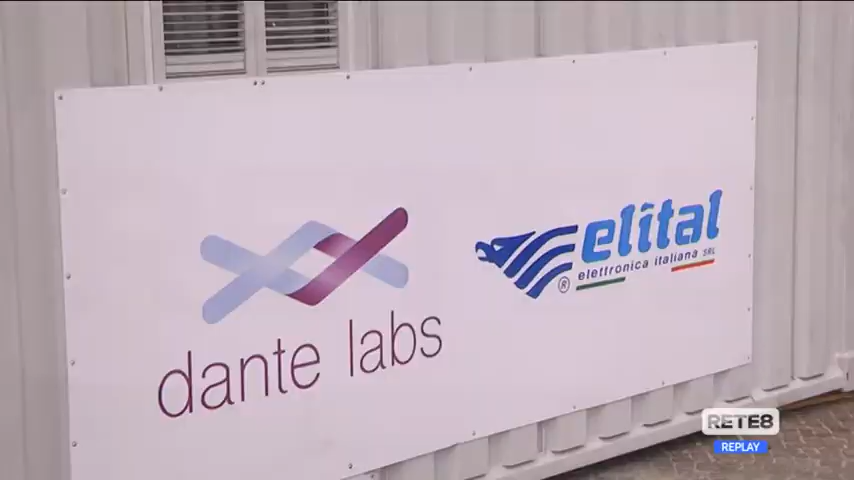 dante labs
elital
elettronica italiana SRL
®
RETE8
REPLAY